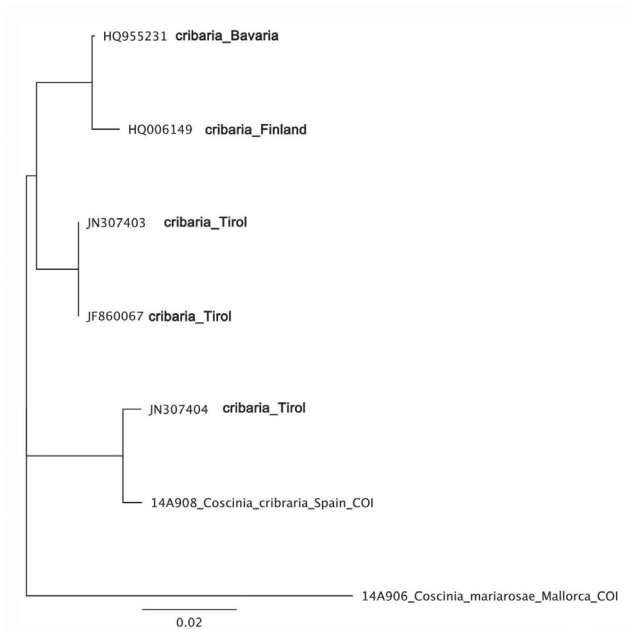 HQ955231 cribaria_Bavaria
HQ006149 cribaria_Finland
JN307403 cribaria_Tirol
JF860067 cribaria_Tirol
JN307404 cribaria_Tirol
14A908_Coscinia_cribraria_Spain_COI
14A906_Coscinia_mariarosae_Mallorca_COI
0.02